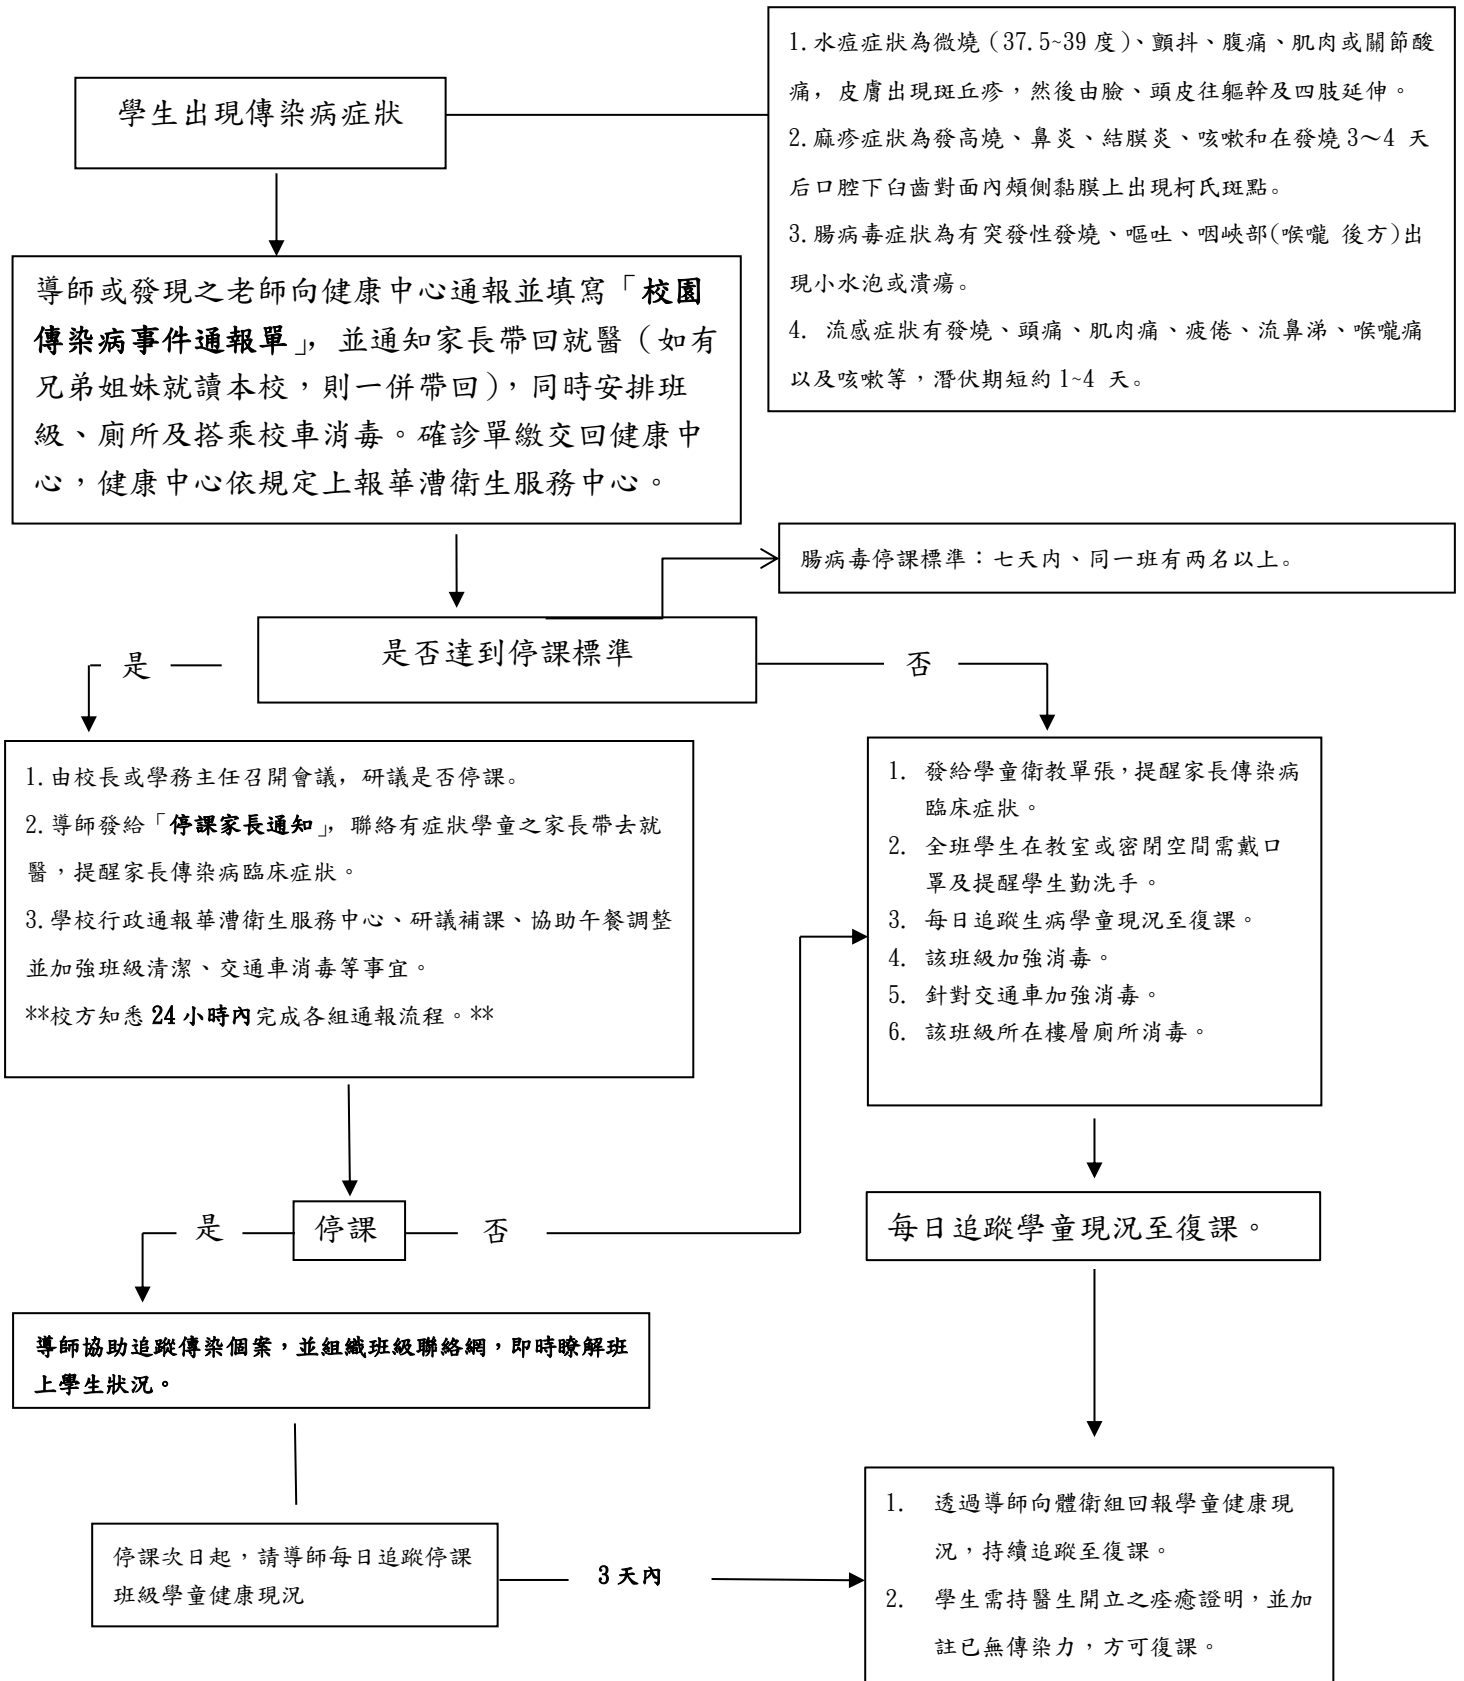 學生出現傳染病症狀
1.水痘症狀為微燒（37.5~39 度）、顫抖、腹痛、肌肉或關節酸
痛，皮膚出現斑丘疹，然後由臉、頭皮往軀幹及四肢延伸。
2.麻疹症狀為發高燒、鼻炎、結膜炎、咳嗽和在發燒 3～4 天
后口腔下臼齒對面內頰側黏膜上出現柯氏斑點。
3.腸病毒症狀為有突發性發燒、嘔吐、咽峽部(喉嚨 後方)出
現小水泡或潰瘍。
4. 流感症狀有發燒、頭痛、肌肉痛、疲倦、流鼻涕、喉嚨痛
以及咳嗽等，潛伏期短約 1~4 天。
導師或發現之老師向健康中心通報並填寫「校園
傳染病事件通報單」，並通知家長帶回就醫（如有
兄弟姐妹就讀本校，則一併帶回），同時安排班
級、廁所及搭乘校車消毒。確診單繳交回健康中
心，健康中心依規定上報華漕衛生服務中心。
腸病毒停課標準：七天內、同一班有两名以上。
是否達到停課標準
是
否
1.由校長或學務主任召開會議，研議是否停課。
2.導師發給「停課家長通知」，聯絡有症狀學童之家長帶去就
醫，提醒家長傳染病臨床症狀。
3.學校行政通報華漕衛生服務中心、研議補課、協助午餐調整
並加強班級清潔、交通車消毒等事宜。
**校方知悉 24 小時內完成各組通報流程。**
1. 發給學童衛教單張，提醒家長傳染病
臨床症狀。
2. 全班學生在教室或密閉空間需戴口
罩及提醒學生勤洗手。
3. 每日追蹤生病學童現況至復課。
4. 該班級加強消毒。
5. 針對交通車加強消毒。
6. 該班級所在樓層廁所消毒。
是
停課
否
每日追蹤學童現況至復課。
導師協助追蹤傳染個案，並組織班級聯絡網，即時瞭解班
上學生狀況。
停課次日起，請導師每日追蹤停課
班級學童健康現況
3 天內
1. 透過導師向體衛組回報學童健康現
況，持續追蹤至復課。
2. 學生需持醫生開立之痊癒證明，並加
註已無傳染力，方可復課。